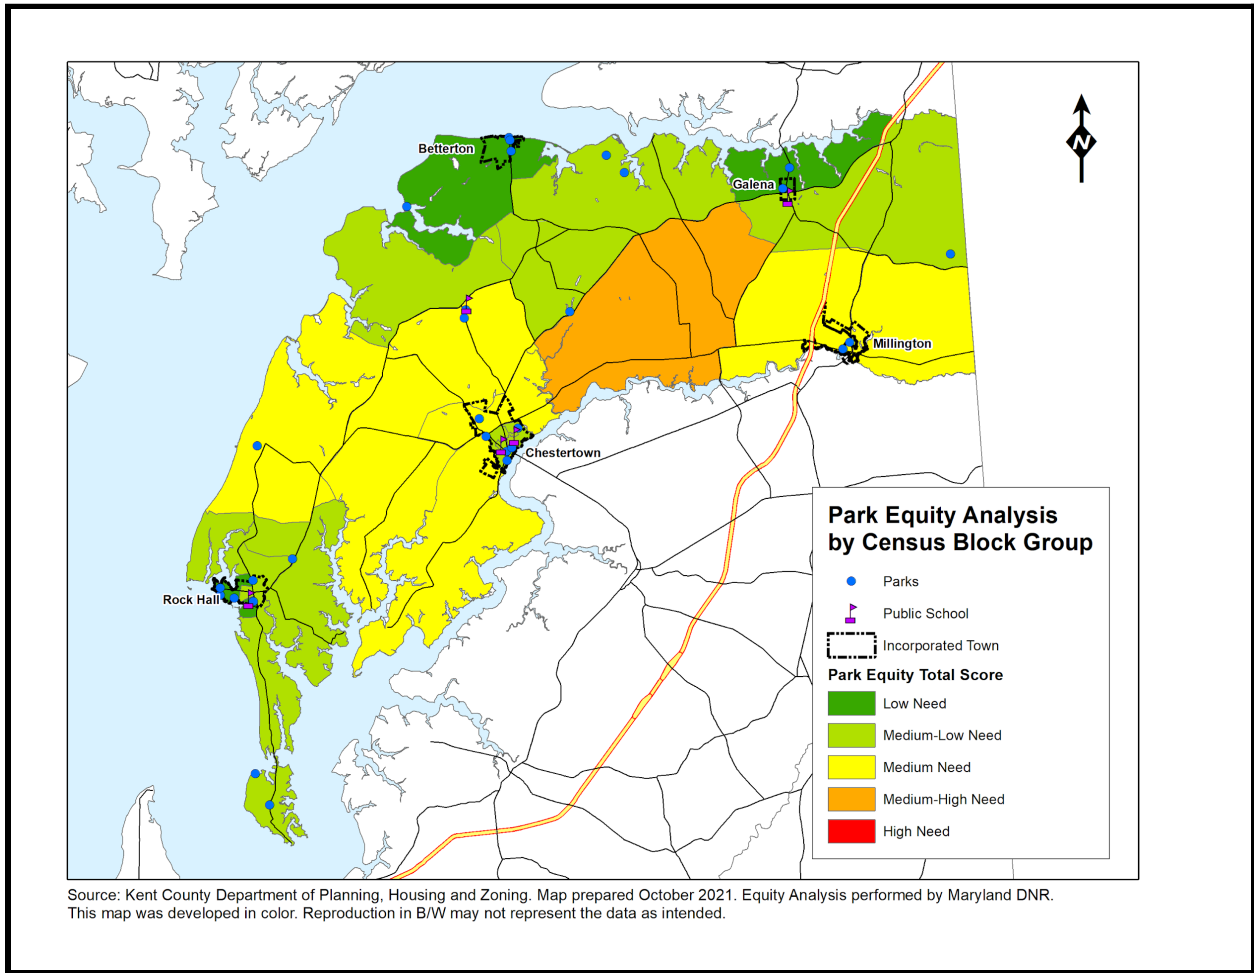 Betterton
Galena
N
Millington
Chestertown
Rock Hall
Park Equity Analysis
by Census Block Group
Parks
Public School
Incorporated Town
Park Equity Total Score
Low Need
Medium-Low Need
Medium Need
Medium-High Need
High Need
Source: Kent County Department of Planning, Housing and Zoning. Map prepared October 2021. Equity Analysis performed by Maryland DNR.
This map was developed in color. Reproduction in B/W may not represent the data as intended.